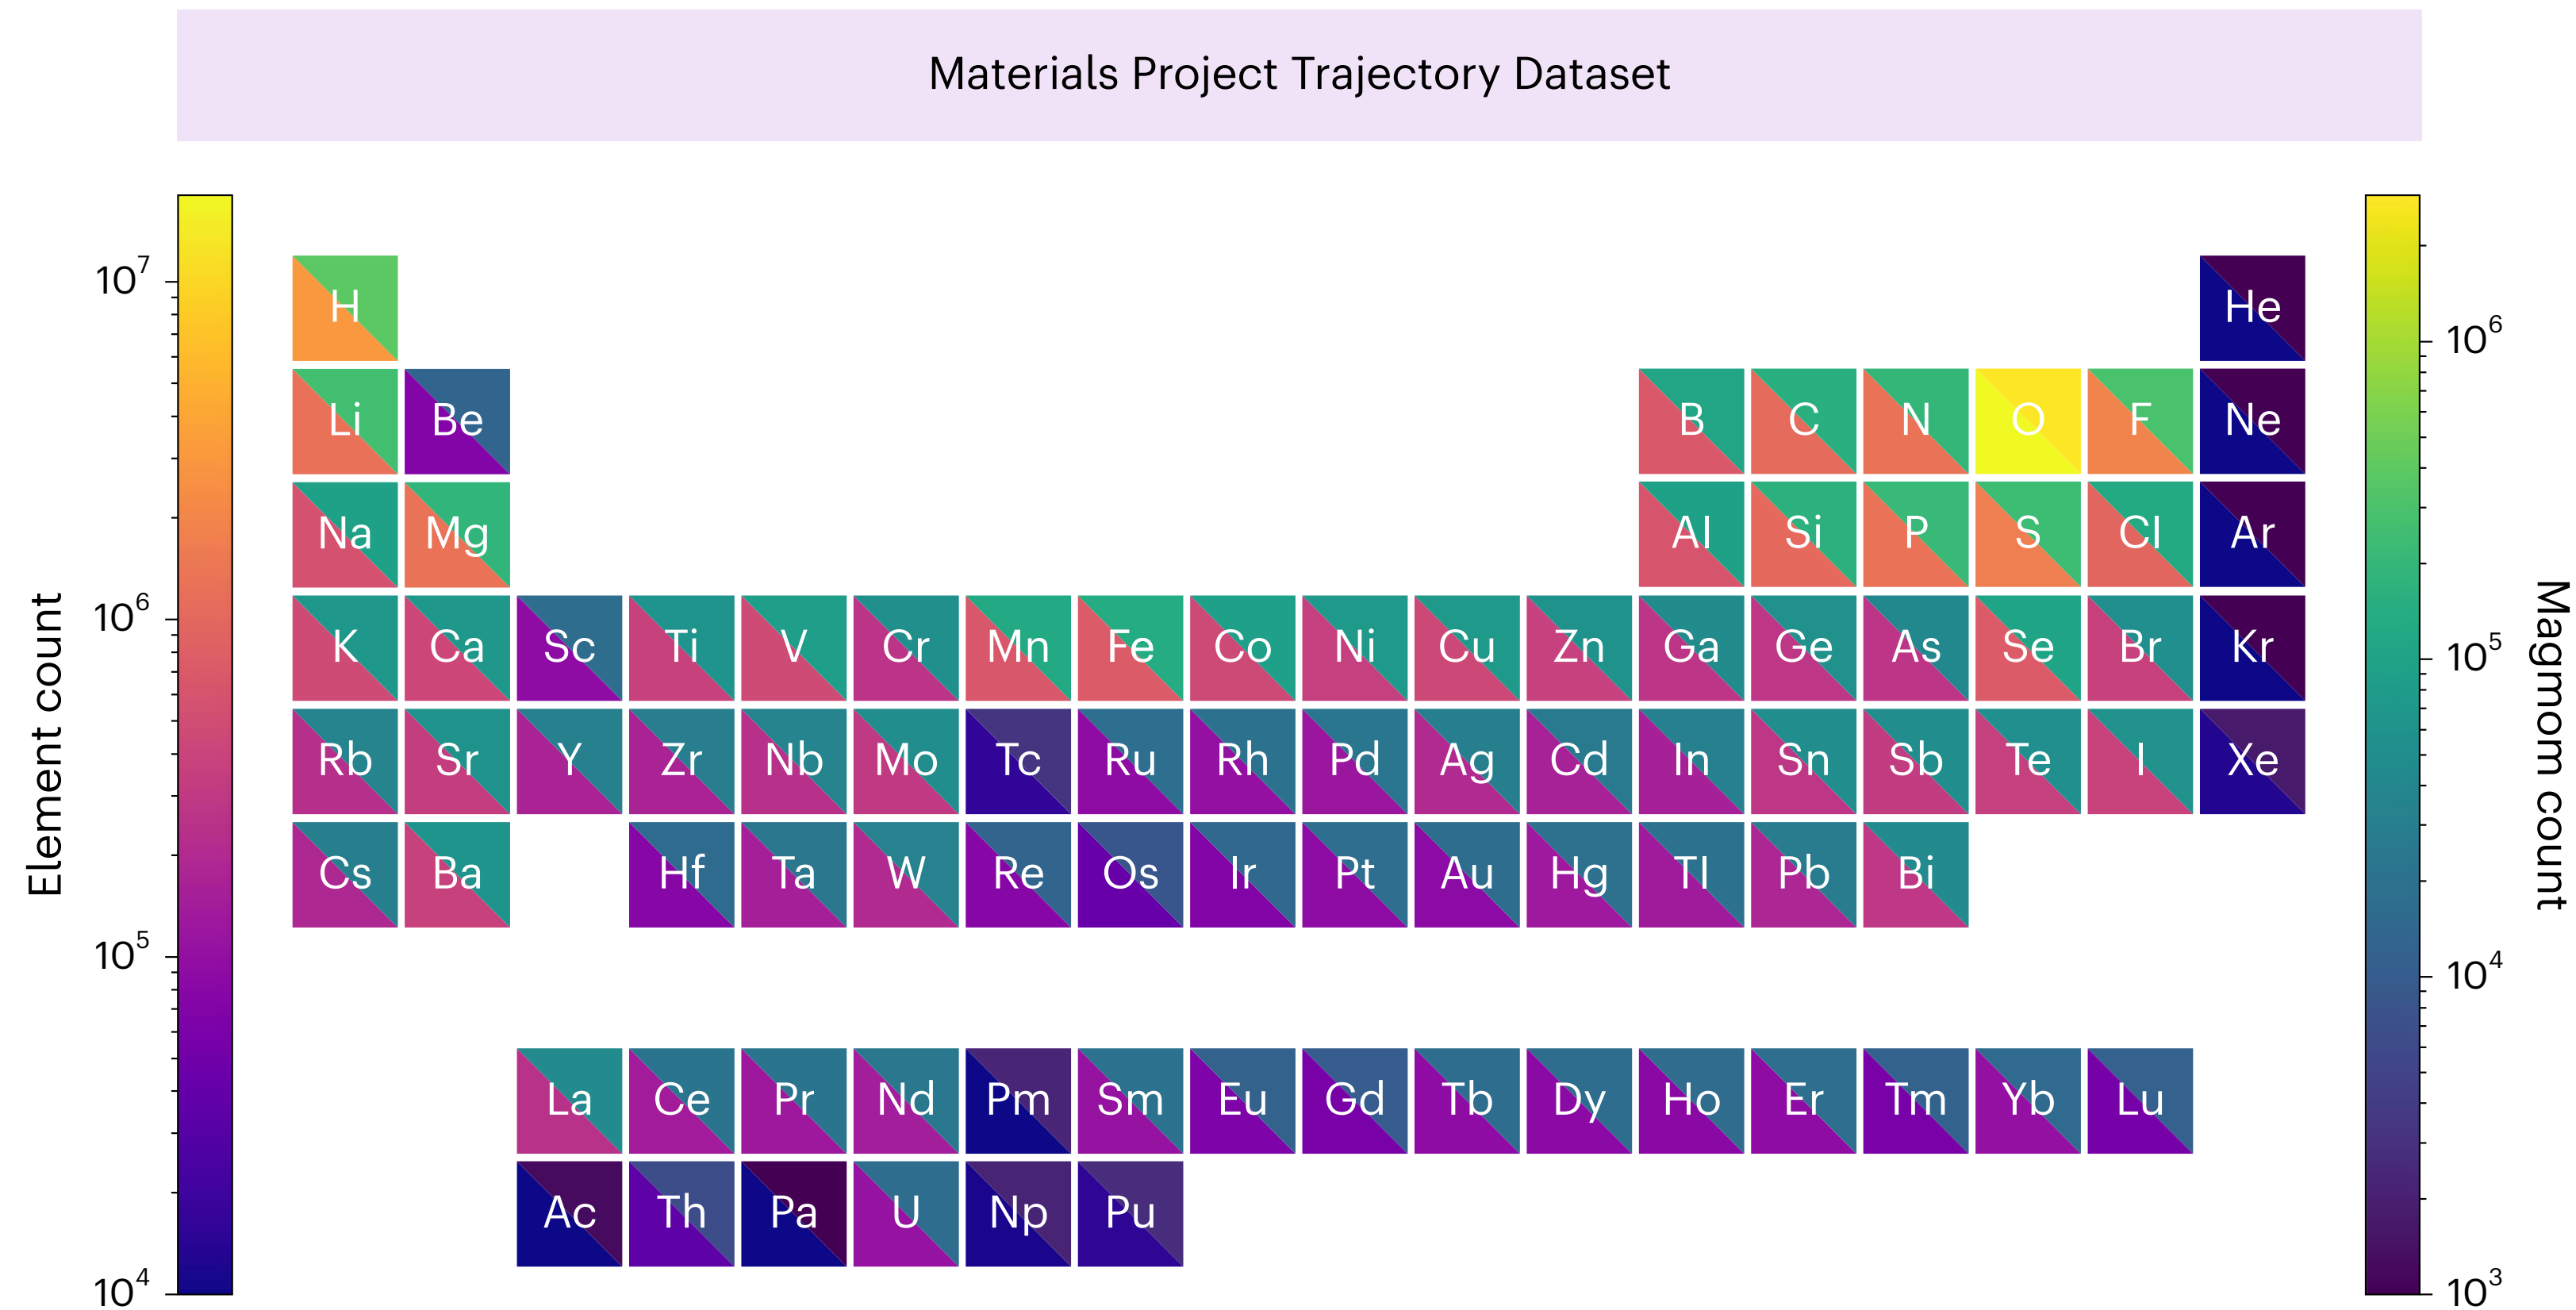 Materials Project Trajectory Dataset
Element count
10^7
10^6
10^5
10^4
H He
Li Be B C N O F Ne
Na Mg Al Si P S Cl Ar
K Ca Sc Ti V Cr Mn Fe Co Ni Cu Zn Ga Ge As Se Br Kr
Rb Sr Y Zr Nb Mo Tc Ru Rh Pd Ag Cd In Sn Sb Te I Xe
Cs Ba Hf Ta W Re Os Ir Pt Au Hg Tl Pb Bi
La Ce Pr Nd Pm Sm Eu Gd Tb Dy Ho Er Tm Yb Lu
Ac Th Pa U Np Pu
10^6
10^5
10^4
10^3
Magmom count